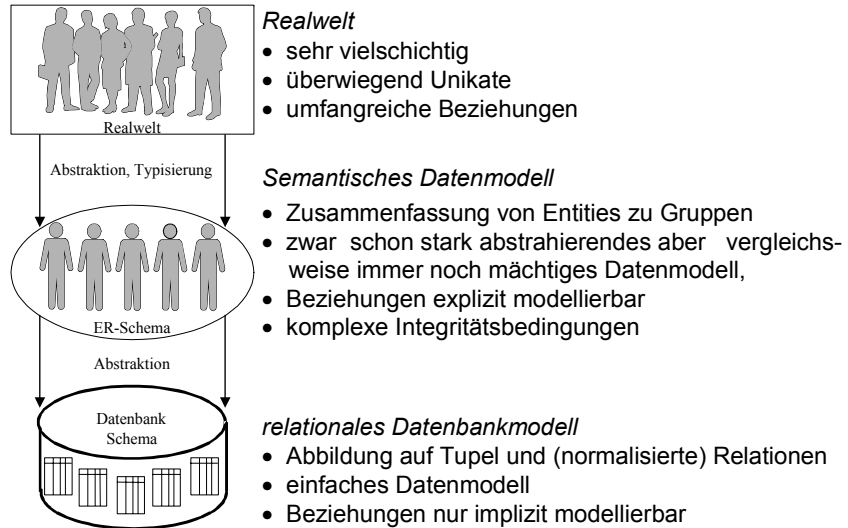 Realwelt
• sehr vielschichtig
• überwiegend Unikate
• umfangreiche Beziehungen
Realwelt
Abstraktion, Typisierung
Semantisches Datenmodell
• Zusammenfassung von Entities zu Gruppen
• zwar schon stark abstrahierendes aber vergleichs-
weise immer noch mächtiges Datenmodell,
• Beziehungen explizit modellierbar
• komplexe Integritätsbedingungen
ER-Schema
Abstraktion
Datenbank
Schema
relationales Datenbankmodell
• Abbildung auf Tupel und (normalisierte) Relationen
• einfaches Datenmodell
• Beziehungen nur implizit modellierbar